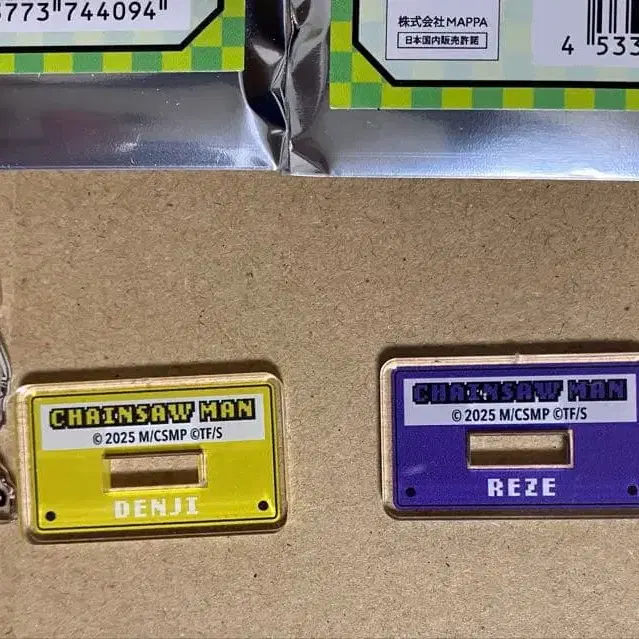 773 744094
株式会社MAPPA
日本国内販売許諾
4 533
CHAINSAW MAN
© 2025 M/CSMP ©TF/S
DENJI
CHAINSAW MAN
© 2025 M/CSMP ©TF/S
REZE